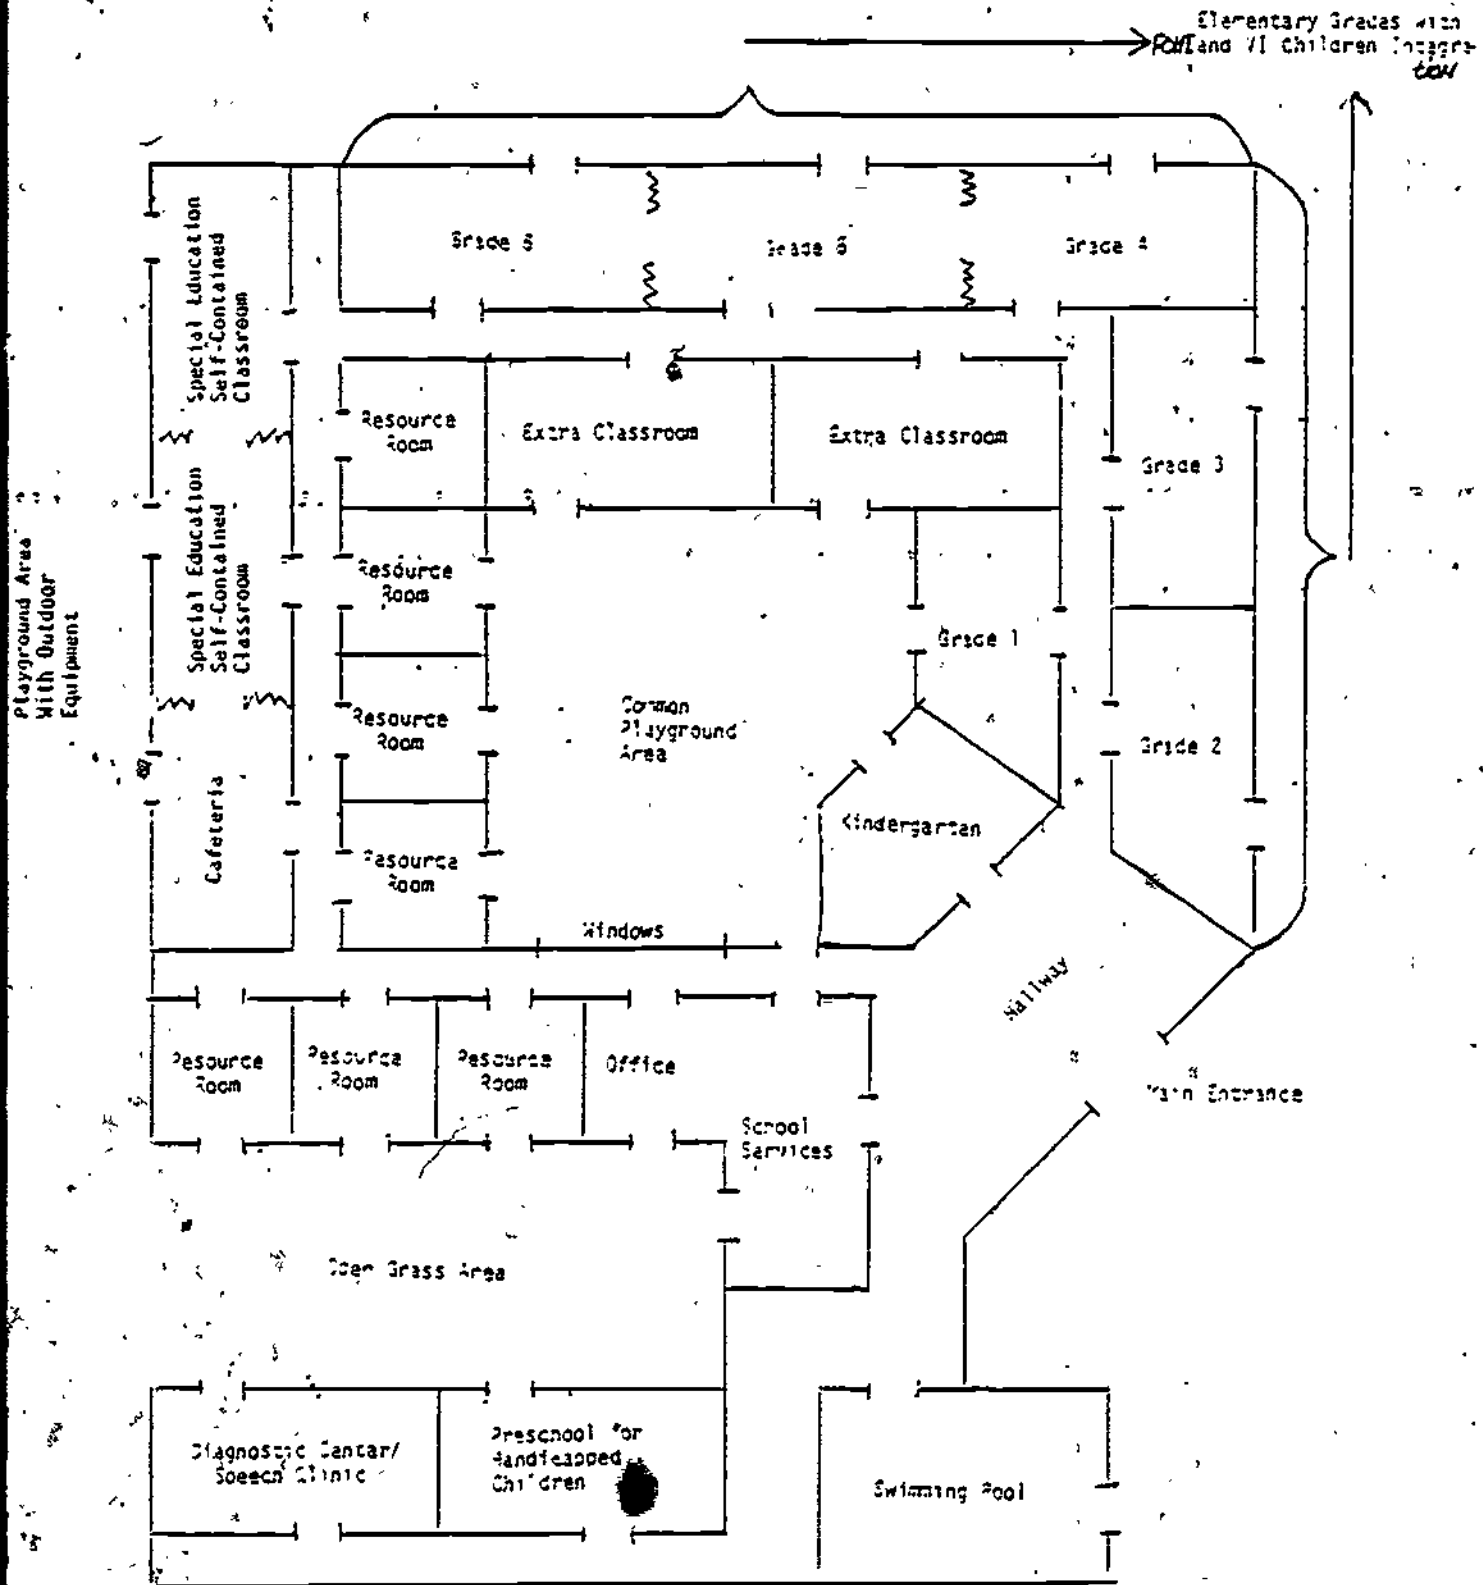 Elementary Grades with
and VI Children Integra-
tion
Special Education
Self-Contained
Classroom
Grade
Grade
Grade 4
Resource
Room
Extra Classroom
Extra Classroom
Grade 3
Playground Area
With Outdoor
Equipment
Special Education
Self-Contained
Classroom
Resource
Room
Grade 1
Resource
Room
Common
Playground
Area
Grade 2
Cafeteria
Kindergarten
Resource
Room
Windows
Hallway
Resource
Room
Resource
Room
Resource
Room
Office
Main Entrance
School
Services
Open Grass Area
Diagnostic Center/
Speech Clinic
Preschool for
Handicapped
Children
Swimming Pool